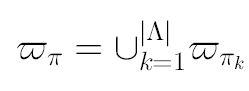 ϖ_π = ∪_{k=1}^{|Λ|} ϖ_{π_k}